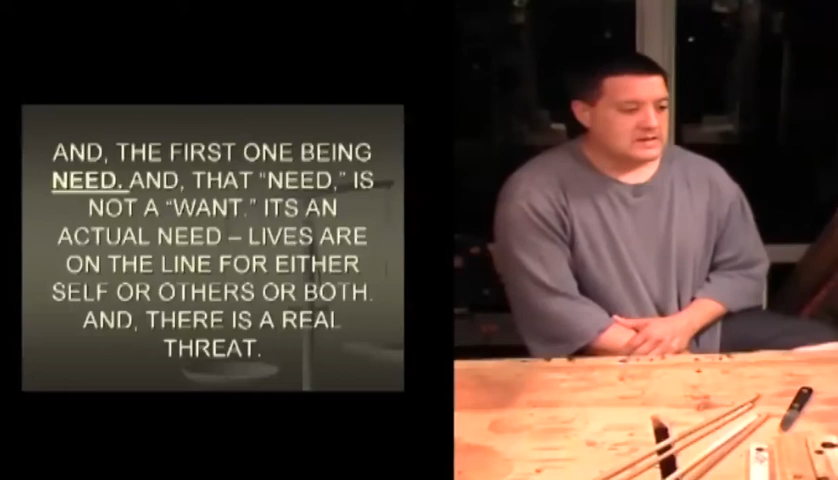 AND, THE FIRST ONE BEING
NEED. AND, THAT “NEED,” IS
NOT A “WANT.” ITS AN
ACTUAL NEED – LIVES ARE
ON THE LINE FOR EITHER
SELF OR OTHERS OR BOTH.
AND, THERE IS A REAL
THREAT.